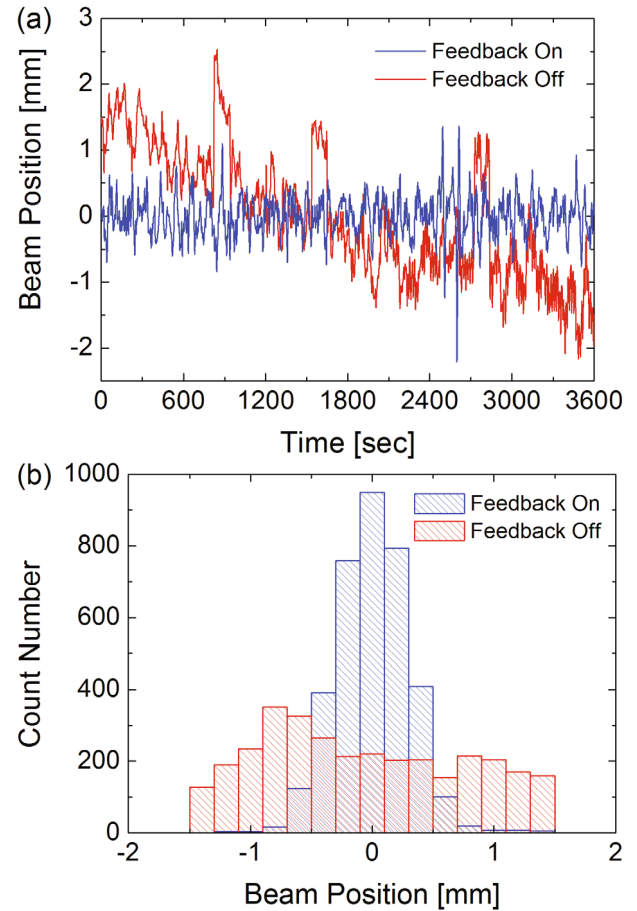 (a)
3
2
1
0
-1
-2
Beam Position [mm]
Feedback On
Feedback Off
0 600 1200 1800 2400 3000 3600
Time [sec]
(b)
1000
800
600
400
200
0
Count Number
Feedback On
Feedback Off
-2 -1 0 1 2
Beam Position [mm]